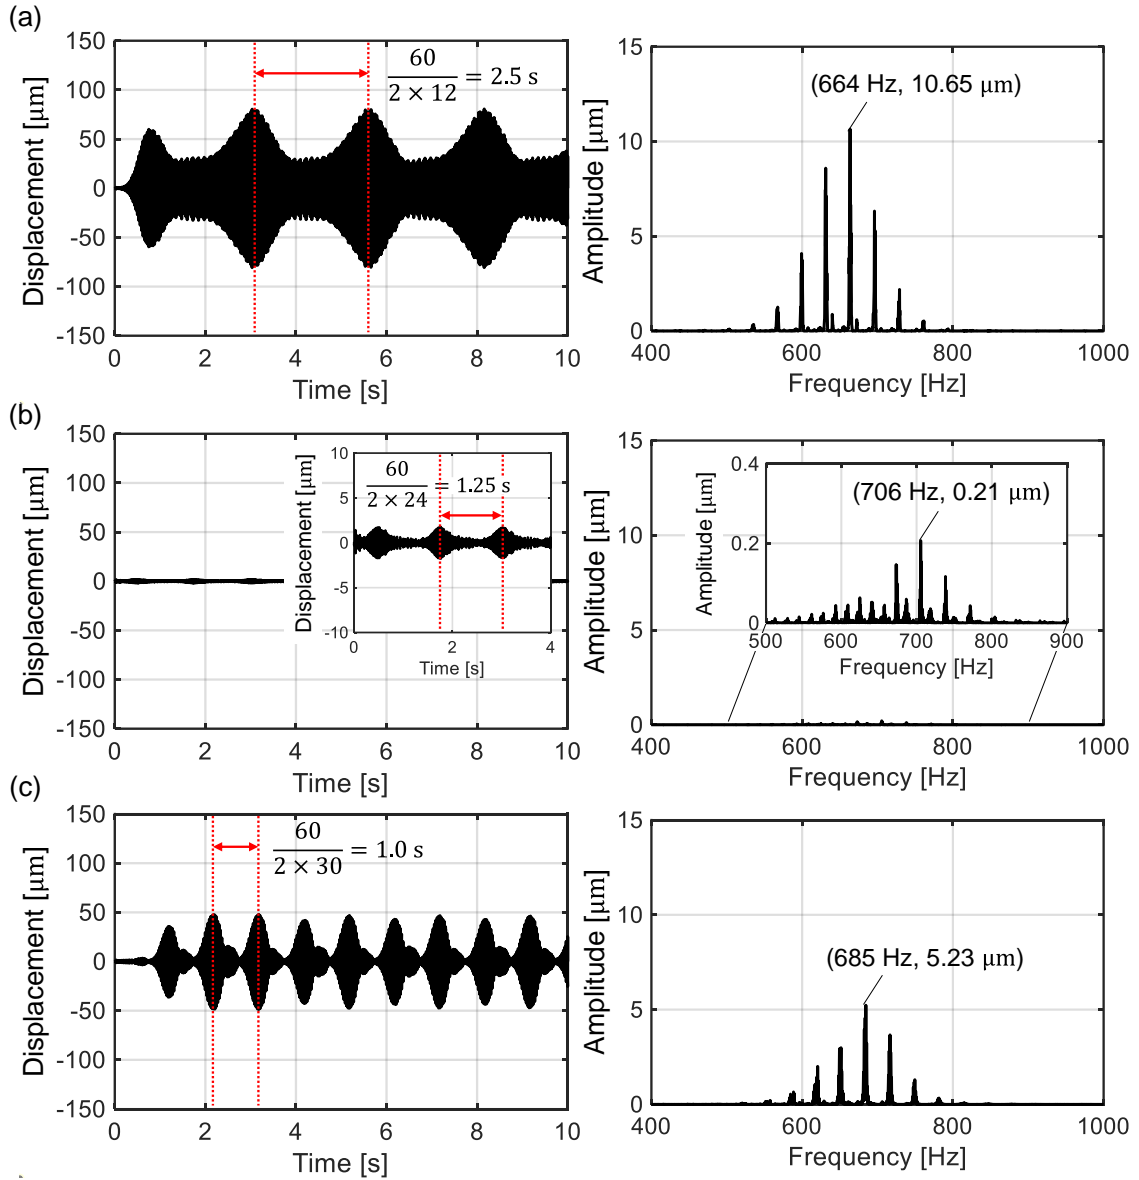 (a)
150
100
50
0
-50
-100
-150
Displacement [μm]
60
2 × 12
= 2.5 s
0 2 4 6 8 10
Time [s]
15
10
5
0
Amplitude [μm]
(664 Hz, 10.65 μm)
400 600 800 1000
Frequency [Hz]
(b)
150
100
50
0
-50
-100
-150
Displacement [μm]
10
5
0
-5
-10
Displacement [μm]
60
2 × 24
= 1.25 s
0 2 4
Time [s]
0 2 4 6 8 10
Time [s]
15
10
5
0
Amplitude [μm]
0.4
0.2
0
Amplitude [μm]
(706 Hz, 0.21 μm)
500 600 700 800 900
Frequency [Hz]
400 600 800 1000
Frequency [Hz]
(c)
150
100
50
0
-50
-100
-150
Displacement [μm]
60
2 × 30
= 1.0 s
0 2 4 6 8 10
Time [s]
15
10
5
0
Amplitude [μm]
(685 Hz, 5.23 μm)
400 600 800 1000
Frequency [Hz]